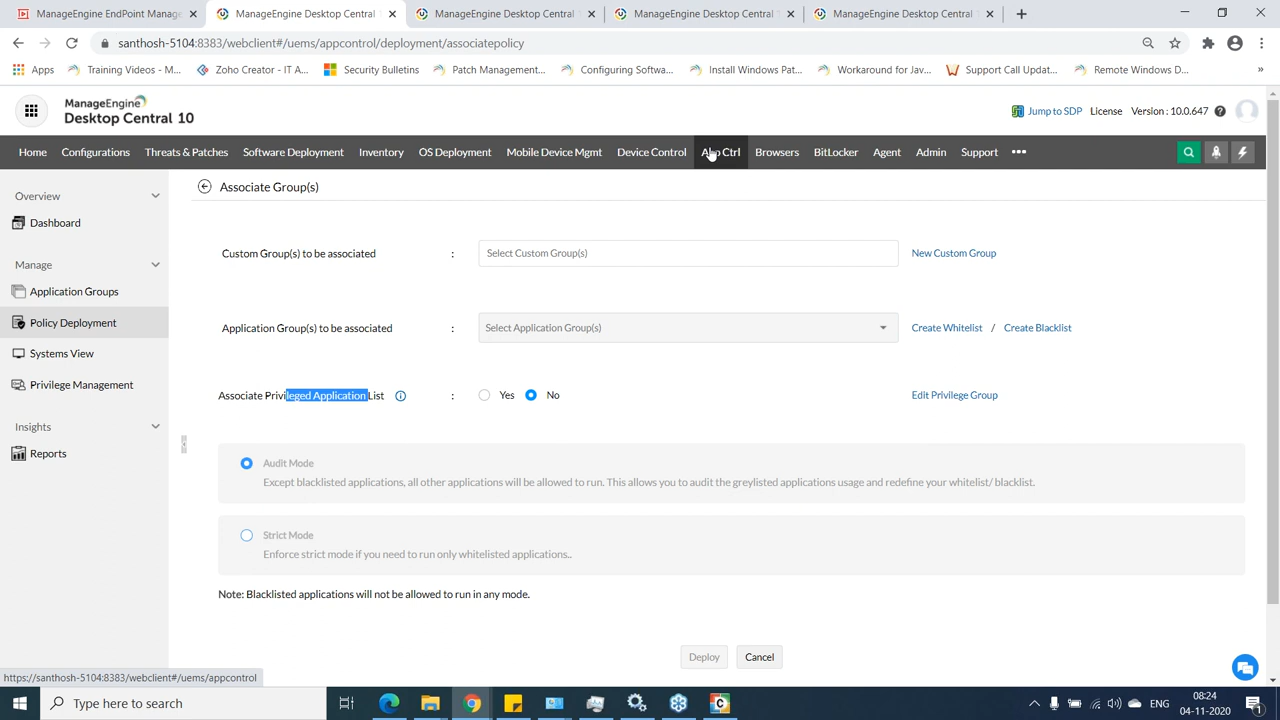 ManageEngine EndPoint Manag
ManageEngine Desktop Central
ManageEngine Desktop Central
ManageEngine Desktop Central
ManageEngine Desktop Central
santhosh-5104:8383/webclient#/uems/appcontrol/deployment/associatepolicy
Apps
Training Videos - M...
Zoho Creator - IT A...
Security Bulletins
Patch Management...
Configuring Softwa...
Install Windows Pat...
Workaround for Jav...
Support Call Updat...
Remote Windows D...
»
ManageEngine
Desktop Central 10
Jump to SDP
License
Version : 10.0.647
Home
Configurations
Threats & Patches
Software Deployment
Inventory
OS Deployment
Mobile Device Mgmt
Device Control
App Ctrl
Browsers
BitLocker
Agent
Admin
Support
Overview
Dashboard
Manage
Application Groups
Policy Deployment
Systems View
Privilege Management
Insights
Reports
Associate Group(s)
Custom Group(s) to be associated : Select Custom Group(s) New Custom Group
Application Group(s) to be associated : Select Application Group(s) Create Whitelist / Create Blacklist
Associate Privileged Application List : Yes No Edit Privilege Group
Audit Mode
Except blacklisted applications, all other applications will be allowed to run. This allows you to audit the greylisted applications usage and redefine your whitelist/ blacklist.
Strict Mode
Enforce strict mode if you need to run only whitelisted applications..
Note: Blacklisted applications will not be allowed to run in any mode.
Deploy
Cancel
https://santhosh-5104:8383/webclient#/uems/appcontrol
Type here to search
ENG
08:24
04-11-2020
1